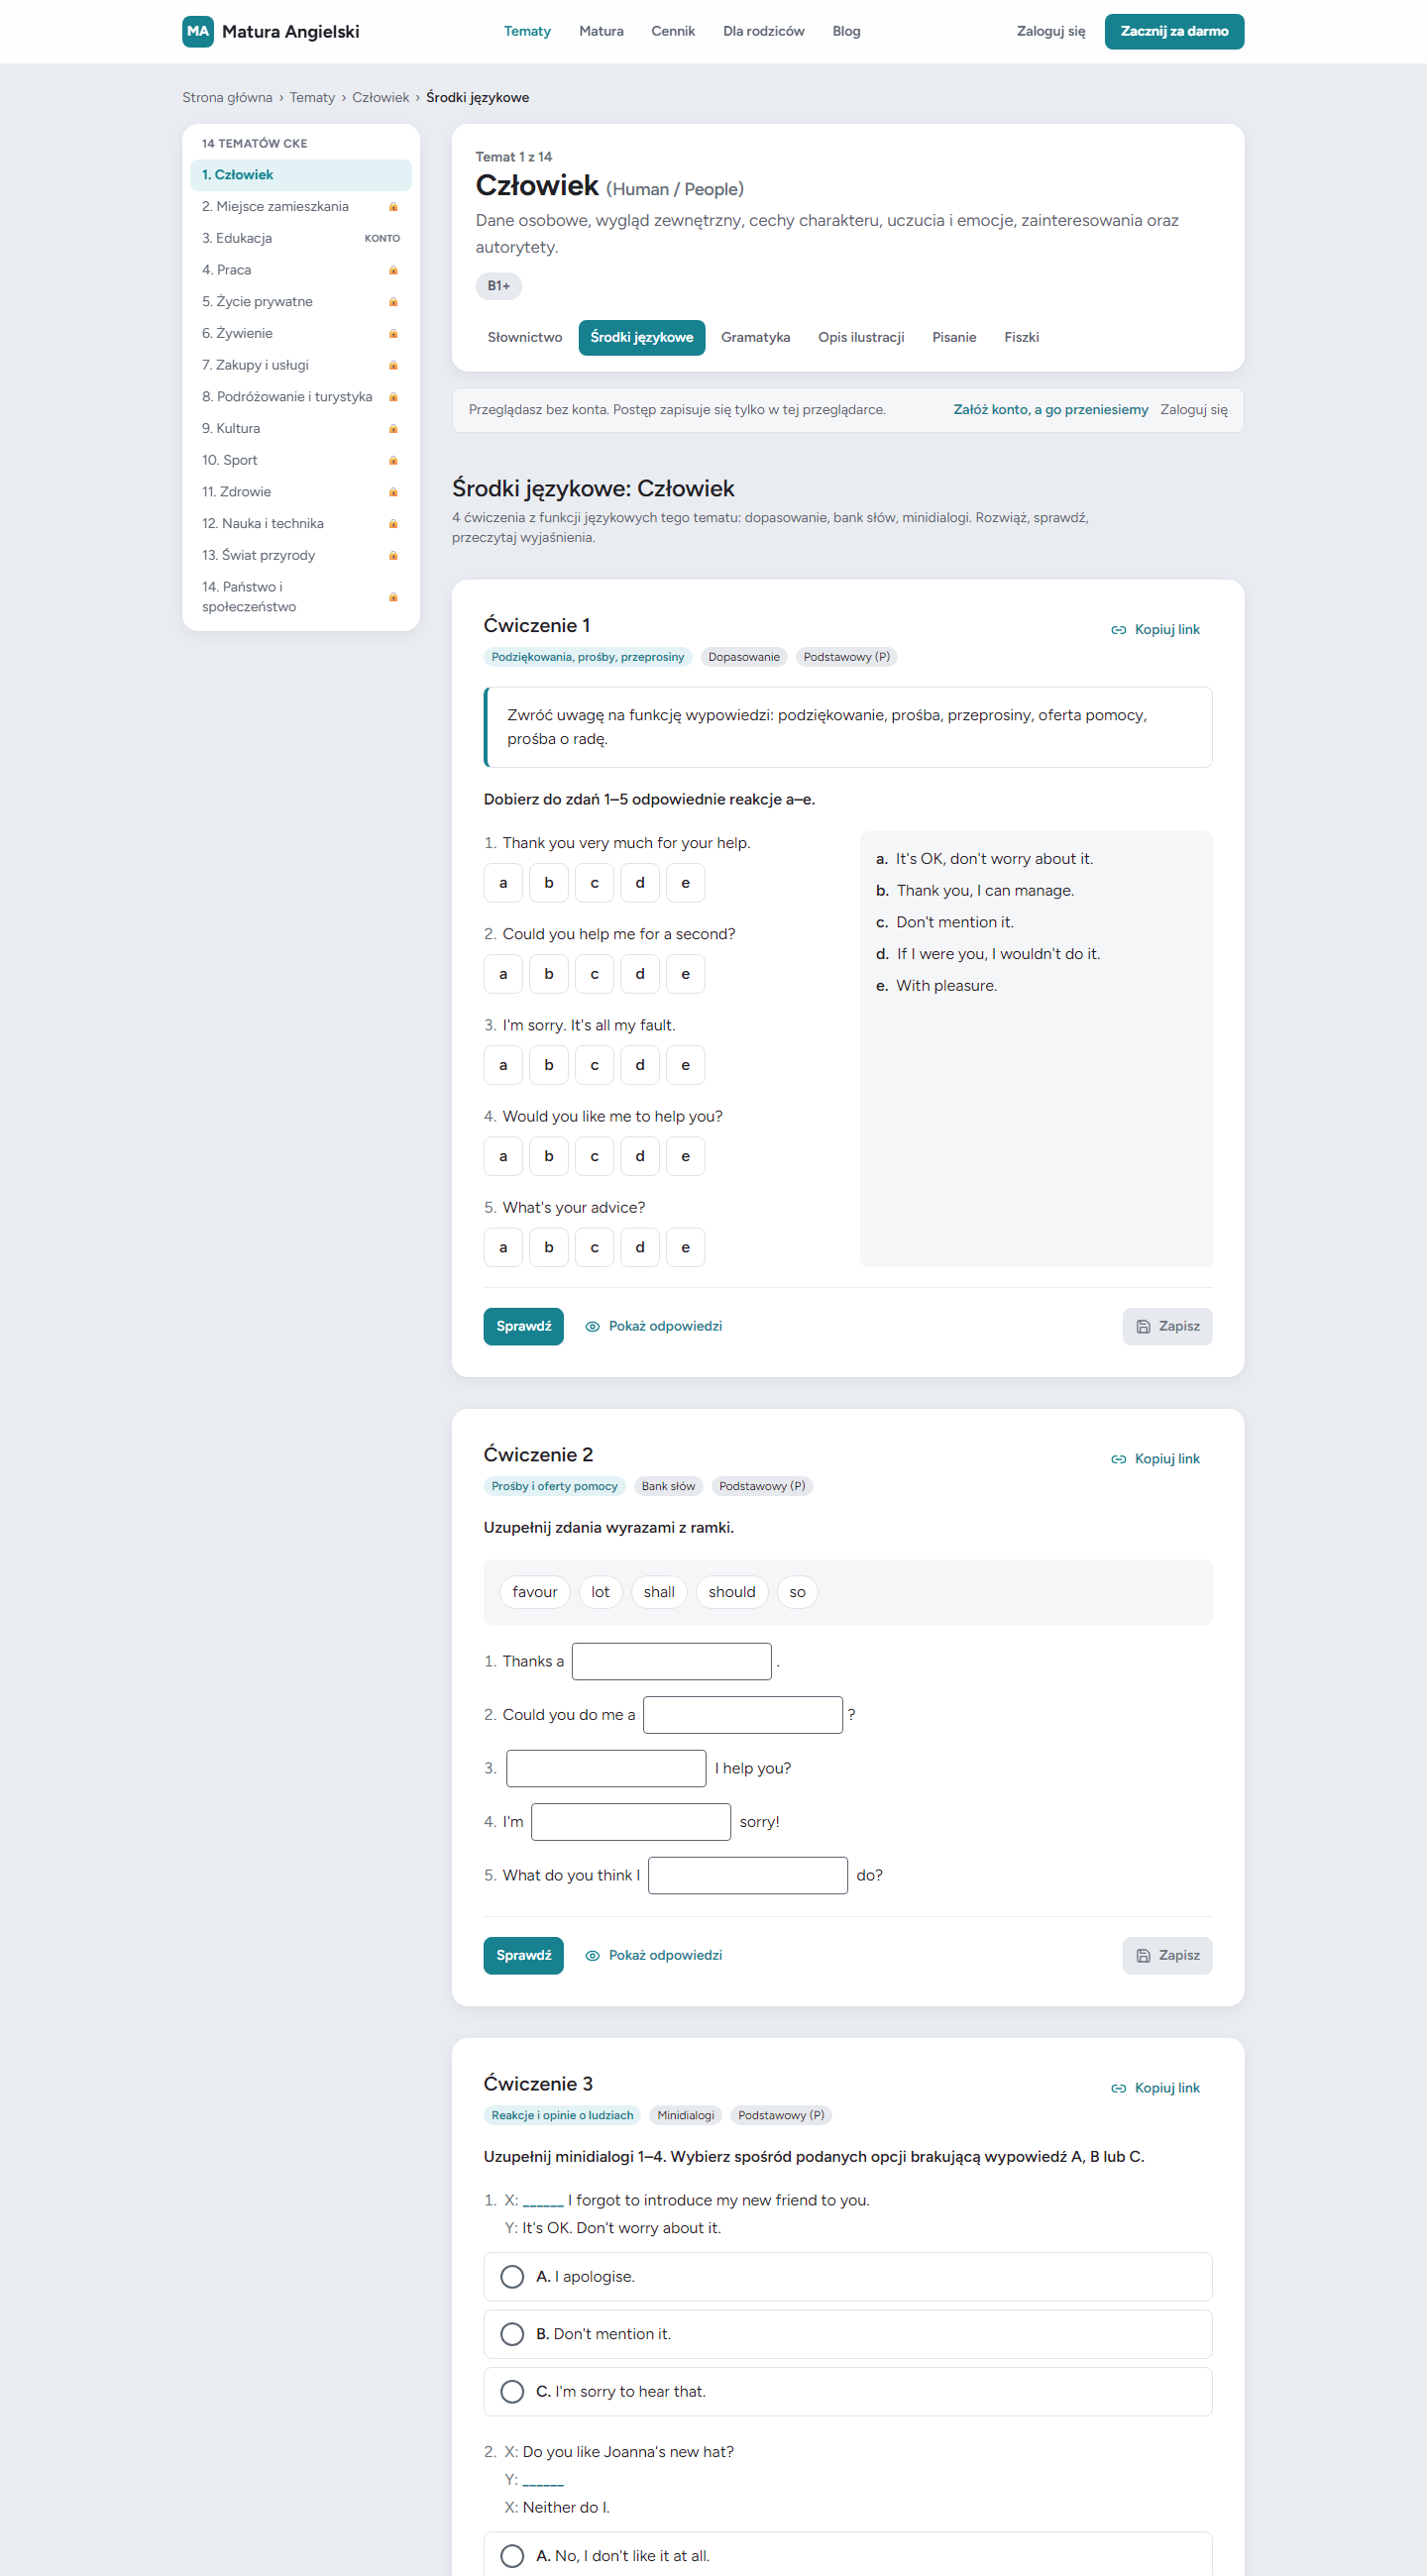 MA Matura Angielski
Tematy Matura Cennik Dla rodziców Blog
Zaloguj się Zacznij za darmo
Strona główna › Tematy › Człowiek › Środki językowe
14 TEMATÓW CKE
1. Człowiek
2. Miejsce zamieszkania
3. Edukacja KONTO
4. Praca
5. Życie prywatne
6. Żywienie
7. Zakupy i usługi
8. Podróżowanie i turystyka
9. Kultura
10. Sport
11. Zdrowie
12. Nauka i technika
13. Świat przyrody
14. Państwo i
społeczeństwo
Temat 1 z 14
Człowiek (Human / People)
Dane osobowe, wygląd zewnętrzny, cechy charakteru, uczucia i emocje, zainteresowania oraz
autorytety.
B1+
Słownictwo Środki językowe Gramatyka Opis ilustracji Pisanie Fiszki
Przeglądasz bez konta. Postęp zapisuje się tylko w tej przeglądarce. Załóż konto, a go przeniesiemy Zaloguj się
Środki językowe: Człowiek
4 ćwiczenia z funkcji językowych tego tematu: dopasowanie, bank słów, minidialogi. Rozwiąż, sprawdź,
przeczytaj wyjaśnienia.
Ćwiczenie 1
Kopiuj link
Podziękowania, prośby, przeprosiny Dopasowanie Podstawowy (P)
Zwróć uwagę na funkcję wypowiedzi: podziękowanie, prośba, przeprosiny, oferta pomocy,
prośba o radę.
Dobierz do zdań 1–5 odpowiednie reakcje a–e.
1. Thank you very much for your help.
a b c d e
2. Could you help me for a second?
a b c d e
3. I'm sorry. It's all my fault.
a b c d e
4. Would you like me to help you?
a b c d e
5. What's your advice?
a b c d e
a. It's OK, don't worry about it.
b. Thank you, I can manage.
c. Don't mention it.
d. If I were you, I wouldn't do it.
e. With pleasure.
Sprawdź Pokaż odpowiedzi Zapisz
Ćwiczenie 2
Kopiuj link
Prośby i oferty pomocy Bank słów Podstawowy (P)
Uzupełnij zdania wyrazami z ramki.
favour lot shall should so
1. Thanks a .
2. Could you do me a ?
3. I help you?
4. I'm sorry!
5. What do you think I do?
Sprawdź Pokaż odpowiedzi Zapisz
Ćwiczenie 3
Kopiuj link
Reakcje i opinie o ludziach Minidialogi Podstawowy (P)
Uzupełnij minidialogi 1–4. Wybierz spośród podanych opcji brakującą wypowiedź A, B lub C.
1. X: ______ I forgot to introduce my new friend to you.
Y: It's OK. Don't worry about it.
A. I apologise.
B. Don't mention it.
C. I'm sorry to hear that.
2. X: Do you like Joanna's new hat?
Y: ______
X: Neither do I.
A. No, I don't like it at all.